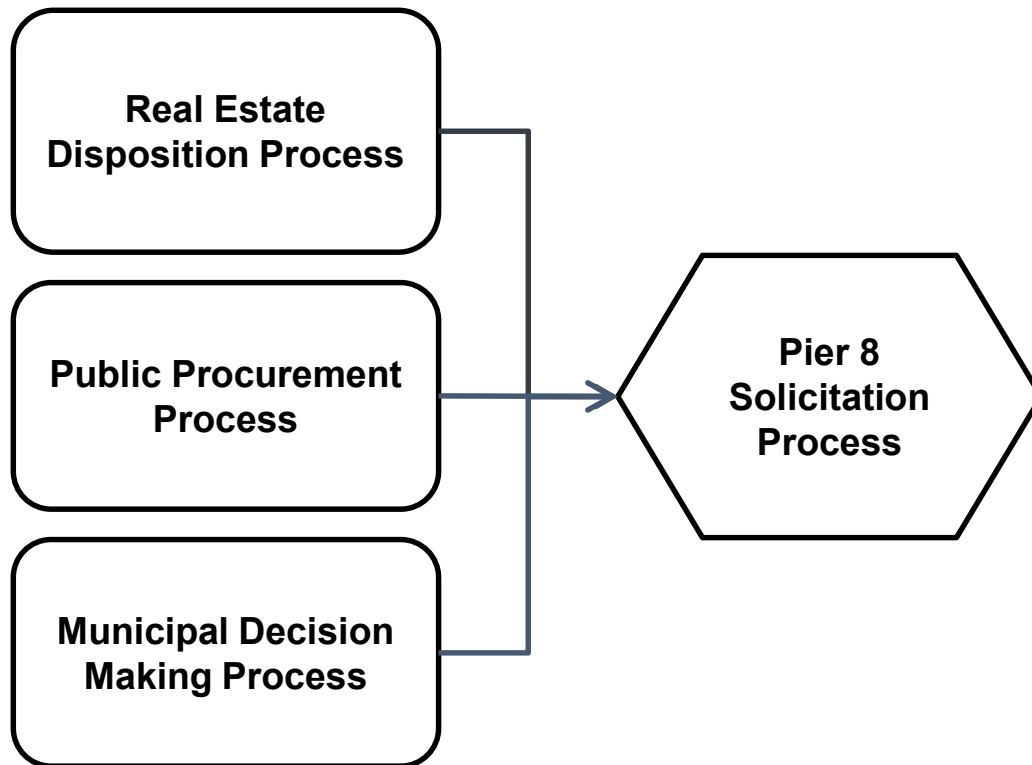 Real Estate
Disposition Process
Public Procurement
Process
Municipal Decision
Making Process
Pier 8
Solicitation
Process